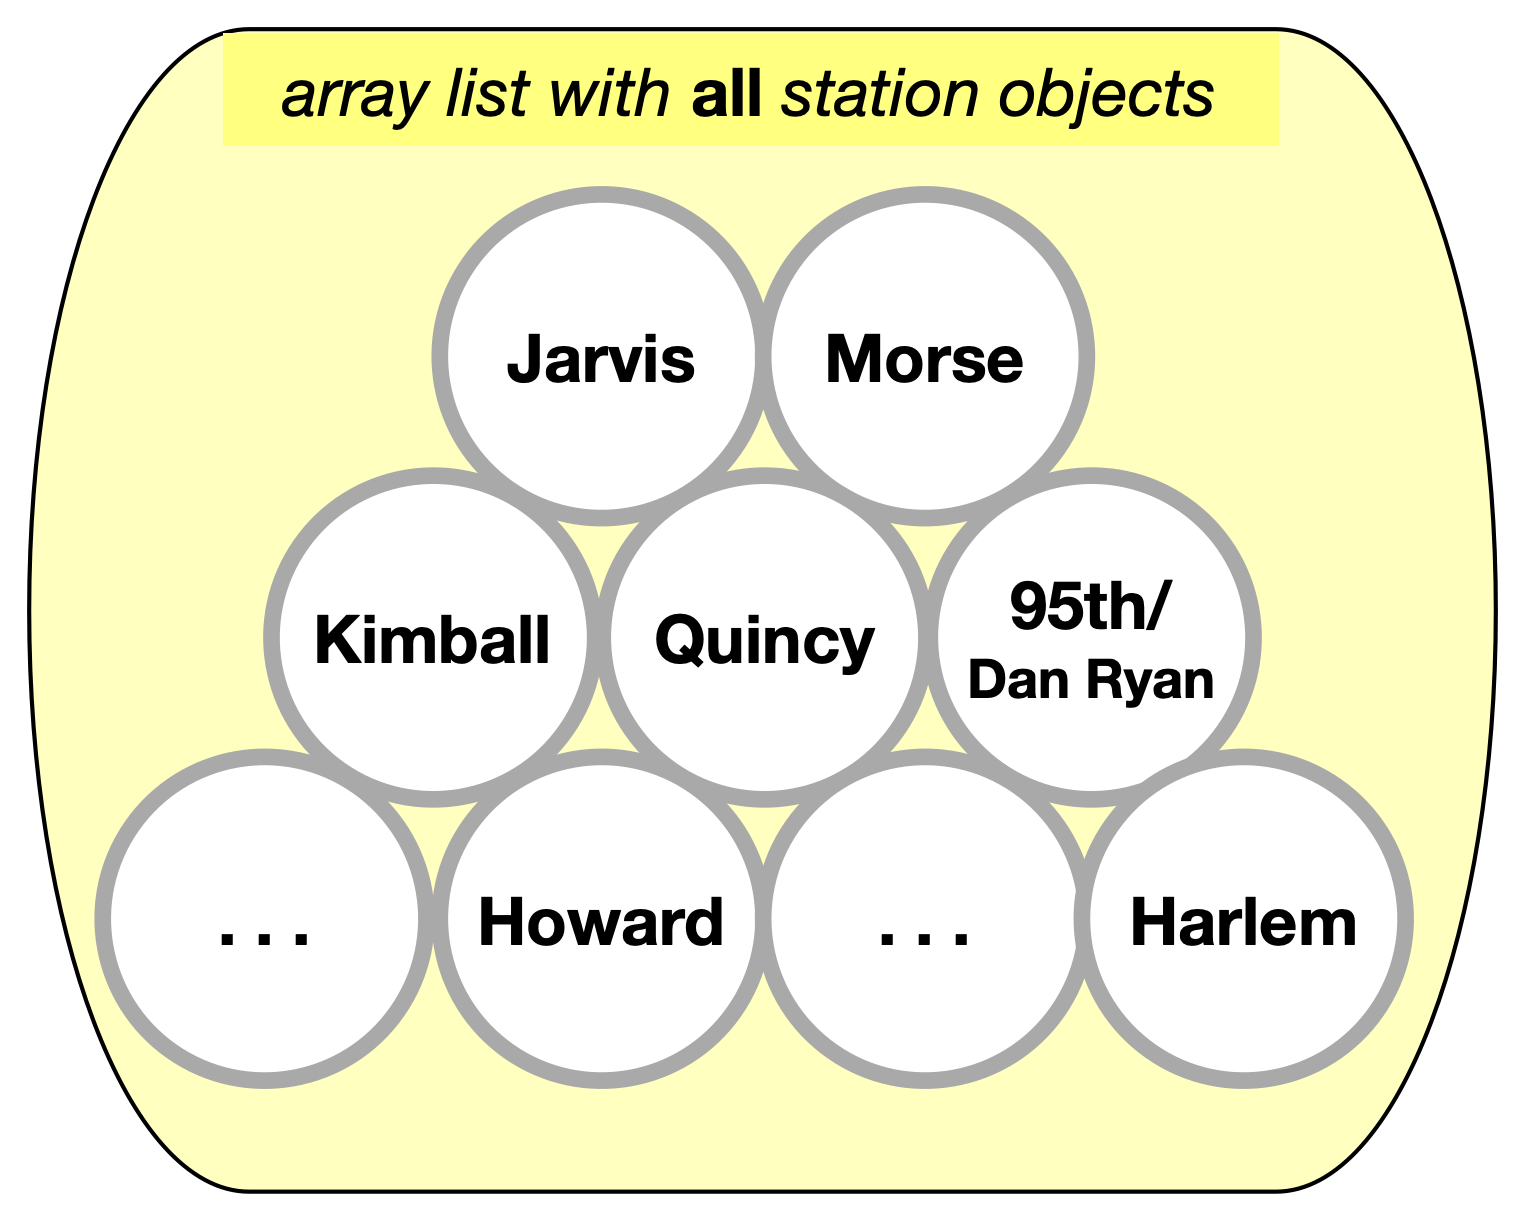 array list with all station objects
Jarvis
Morse
Kimball
Quincy
95th/
Dan Ryan
. . .
Howard
. . .
Harlem